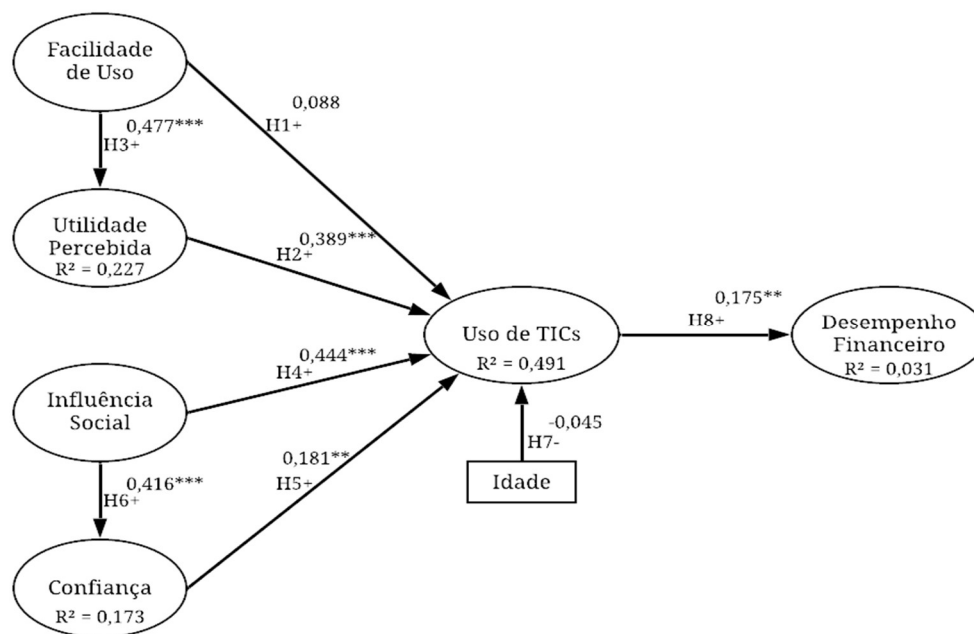 Facilidade
de Uso
0,088
H1+
0,477***
H3+
Utilidade
Percebida
R² = 0,227
0,389***
H2+
0,175**
H8+
Uso de TICs
R² = 0,491
Desempenho
Financeiro
R² = 0,031
0,444***
H4+
Influência
Social
-0,045
H7-
0,181**
H5+
0,416***
H6+
Idade
Confiança
R² = 0,173